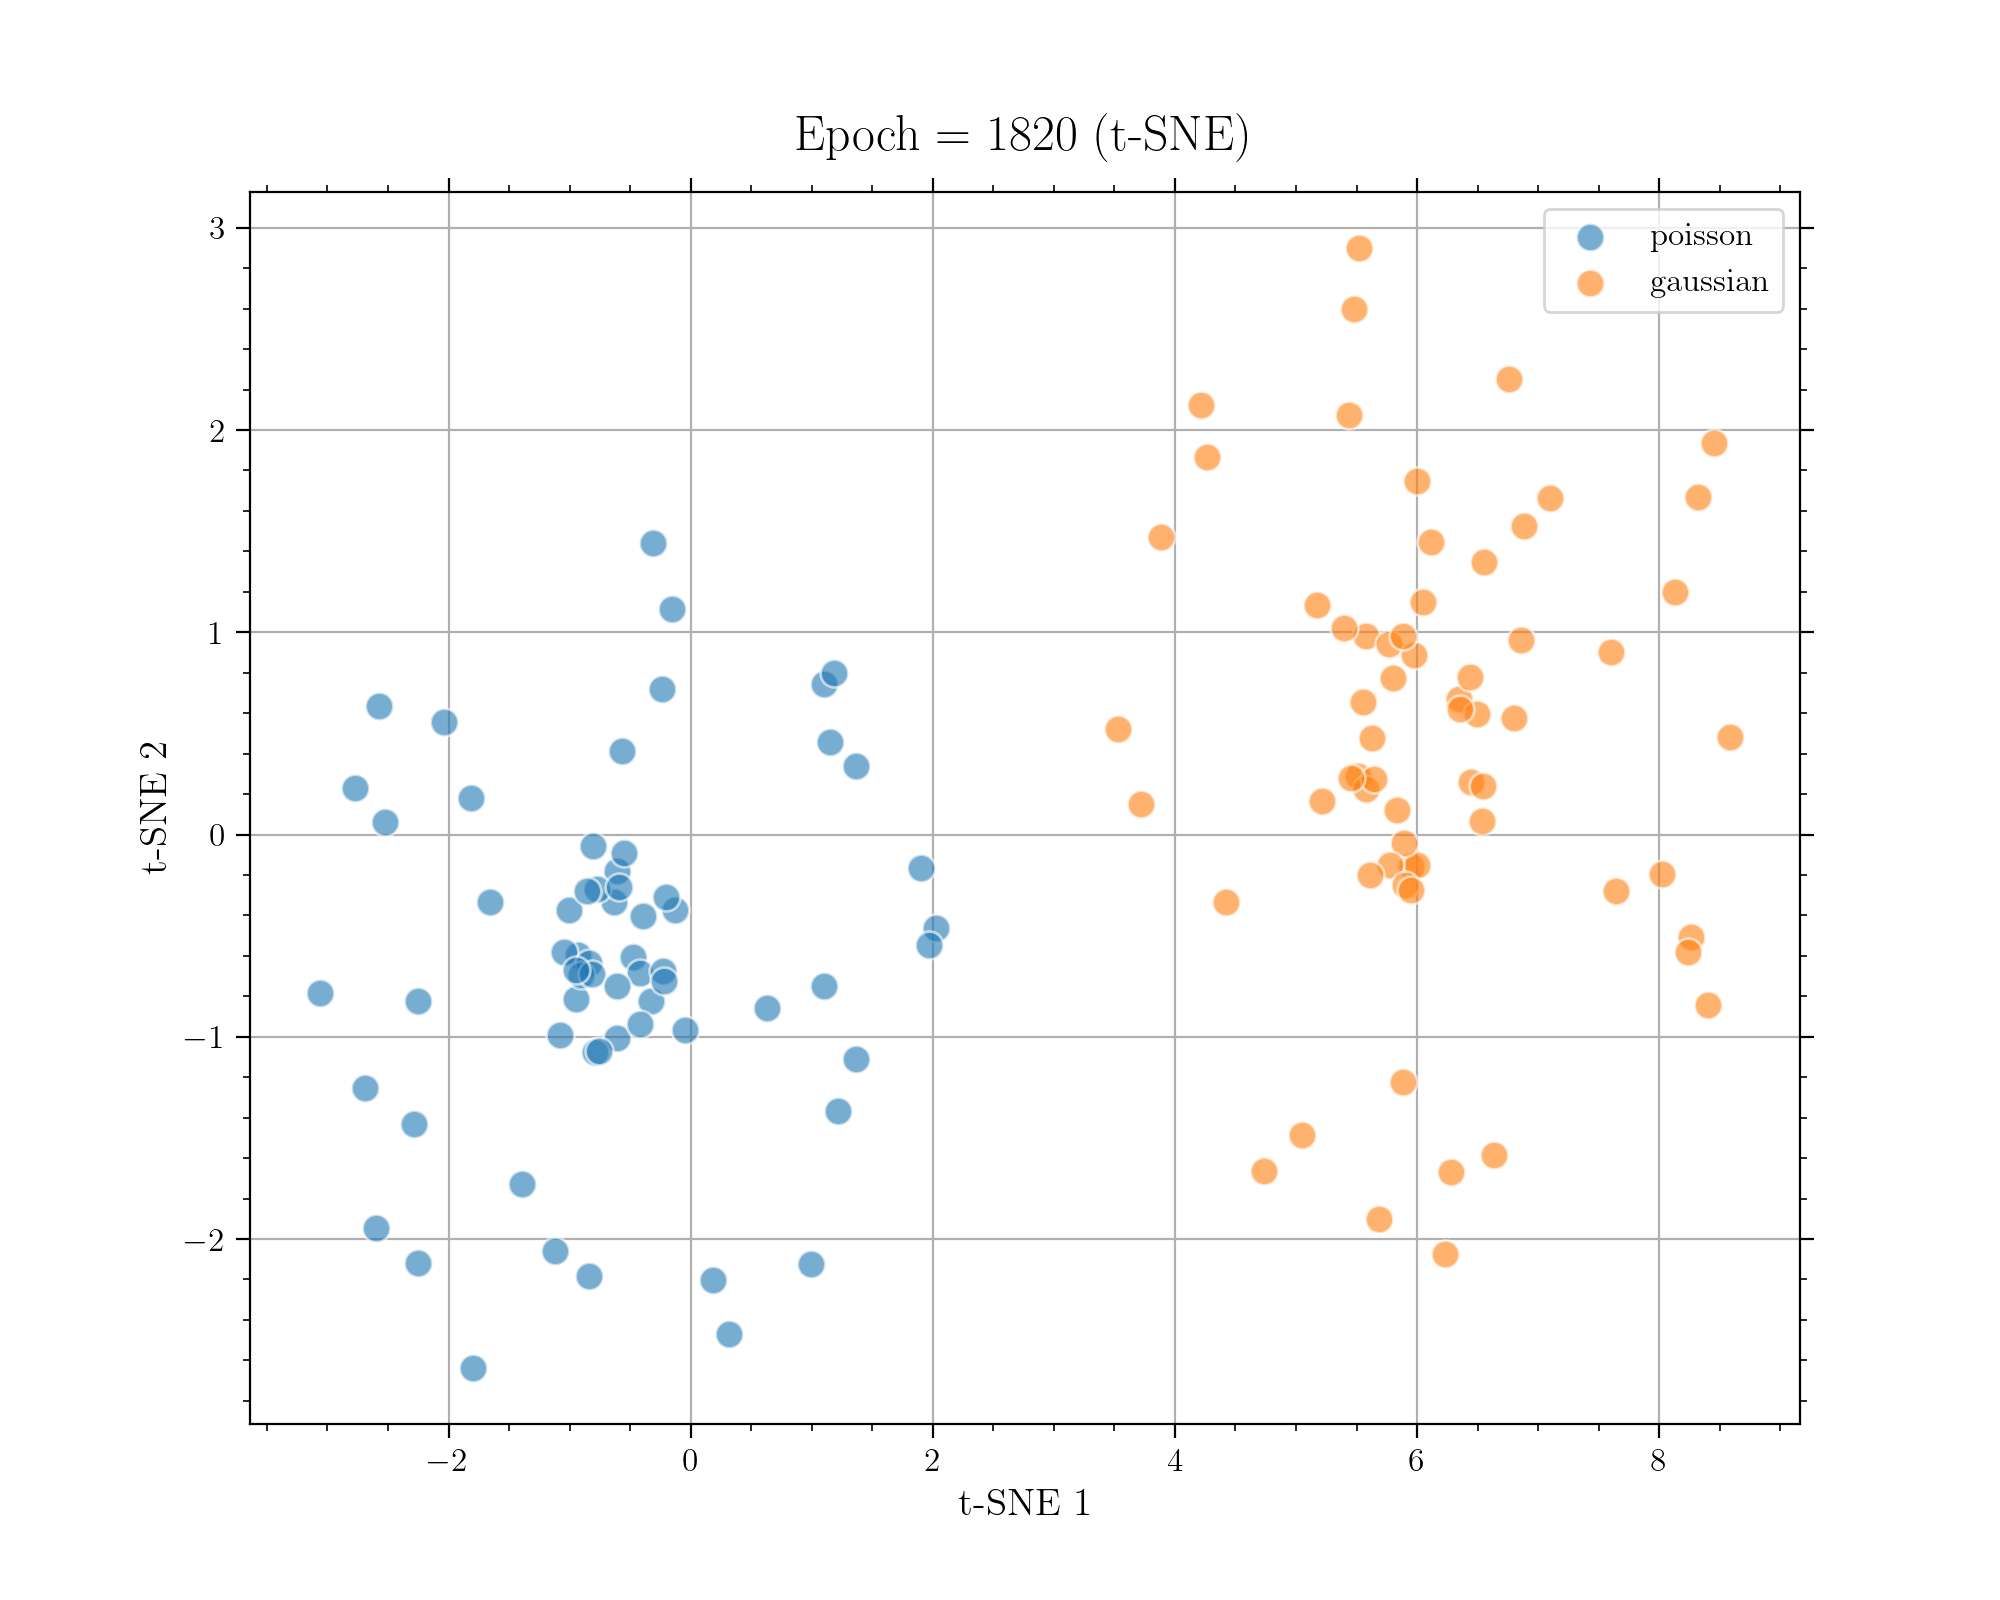 Epoch = 1820 (t-SNE)
poisson
gaussian
3
2
1
0
−1
−2
t-SNE 2
−2 0 2 4 6 8
t-SNE 1